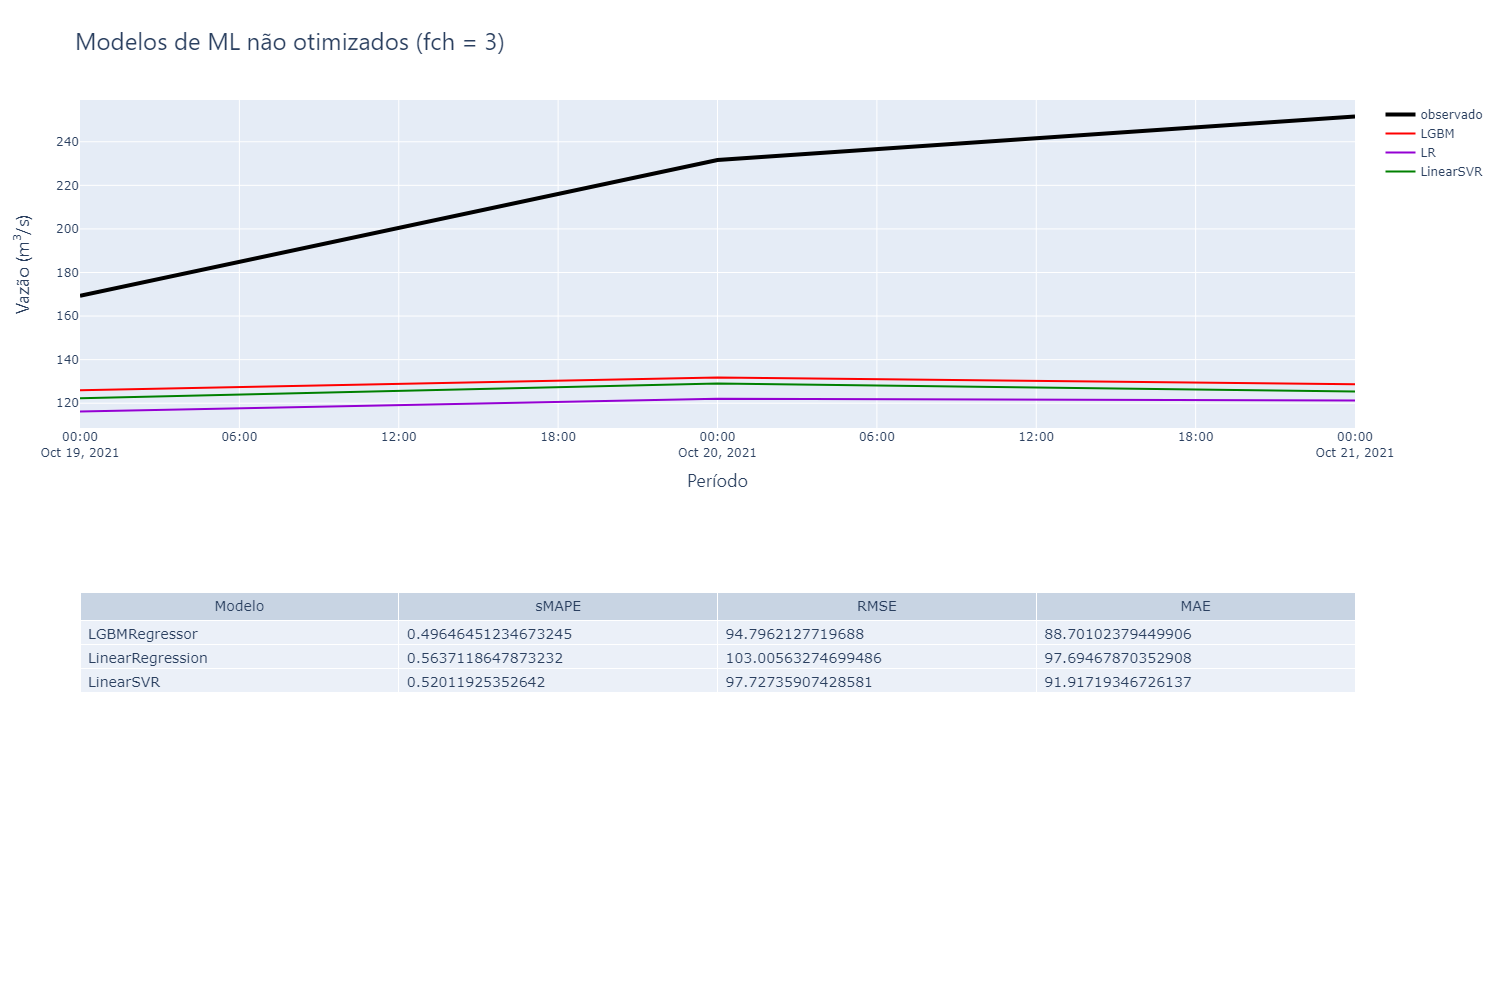 Modelos de ML não otimizados (fch = 3)
observado
LGBM
LR
LinearSVR
Vazão (m³/s)
240
220
200
180
160
140
120
00:00 06:00 12:00 18:00 00:00 06:00 12:00 18:00 00:00
Oct 19, 2021 Oct 20, 2021 Oct 21, 2021
Período
Modelo sMAPE RMSE MAE
LGBMRegressor 0.49646451234673245 94.7962127719688 88.70102379449906
LinearRegression 0.5637118647873232 103.00563274699486 97.69467870352908
LinearSVR 0.52011925352642 97.72735907428581 91.91719346726137